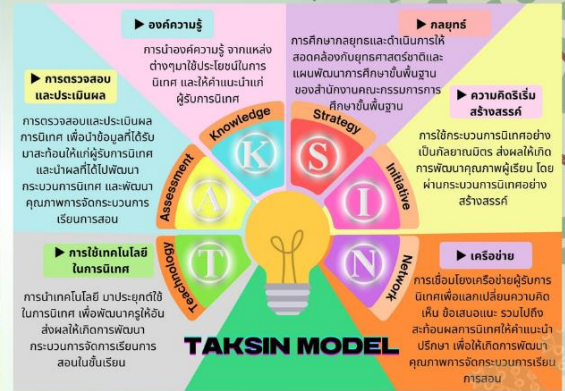 ▶ องค์ความรู้
การนำองค์ความรู้ จากแหล่ง
ต่างๆมาใช้ประโยชน์ในการ
นิเทศ และให้คำแนะนำแก่
ผู้รับการนิเทศ
▶ กลยุทธ์
การศึกษากลยุทธและดำเนินการให้
สอดคล้องกับยุทธศาสตร์ชาติและ
แผนพัฒนาการศึกษาขั้นพื้นฐาน
ของสำนักงานคณะกรรมการการ
ศึกษาขั้นพื้นฐาน
▶ การตรวจสอบ
และประเมินผล
การตรวจสอบและประเมินผล
การนิเทศ เพื่อนำข้อมูลที่ได้รับ
มาสะท้อนให้แก่ผู้รับการนิเทศ
และนำผลที่ได้ไปพัฒนา
กระบวนการนิเทศ และพัฒนา
คุณภาพการจัดกระบวนการ
เรียนการสอน
▶ ความคิดริเริ่ม
สร้างสรรค์
การใช้กระบวนการนิเทศอย่าง
เป็นกัลยาณมิตร ส่งผลให้เกิด
การพัฒนาคุณภาพผู้เรียน โดย
ผ่านกระบวนการนิเทศอย่าง
สร้างสรรค์
▶ การใช้เทคโนโลยี
ในการนิเทศ
การนำเทคโนโลยี มาประยุกต์ใช้
ในการนิเทศ เพื่อพัฒนาครูให้อัน
ส่งผลให้เกิดการพัฒนา
กระบวนการจัดการเรียนการ
สอนในชั้นเรียน
▶ เครือข่าย
การเชื่อมโยงเครือข่ายผู้รับการ
นิเทศเพื่อแลกเปลี่ยนความคิด
เห็น ข้อเสนอแนะ รวมไปถึง
สะท้อนผลการนิเทศให้คำแนะนำ
ปรึกษา เพื่อให้เกิดการพัฒนา
คุณภาพการจัดกระบวนการเรียน
การสอน
Teachnology
Assessment
Knowledge
Strategy
Initiative
Network
T
A
K
S
I
N
TAKSIN MODEL